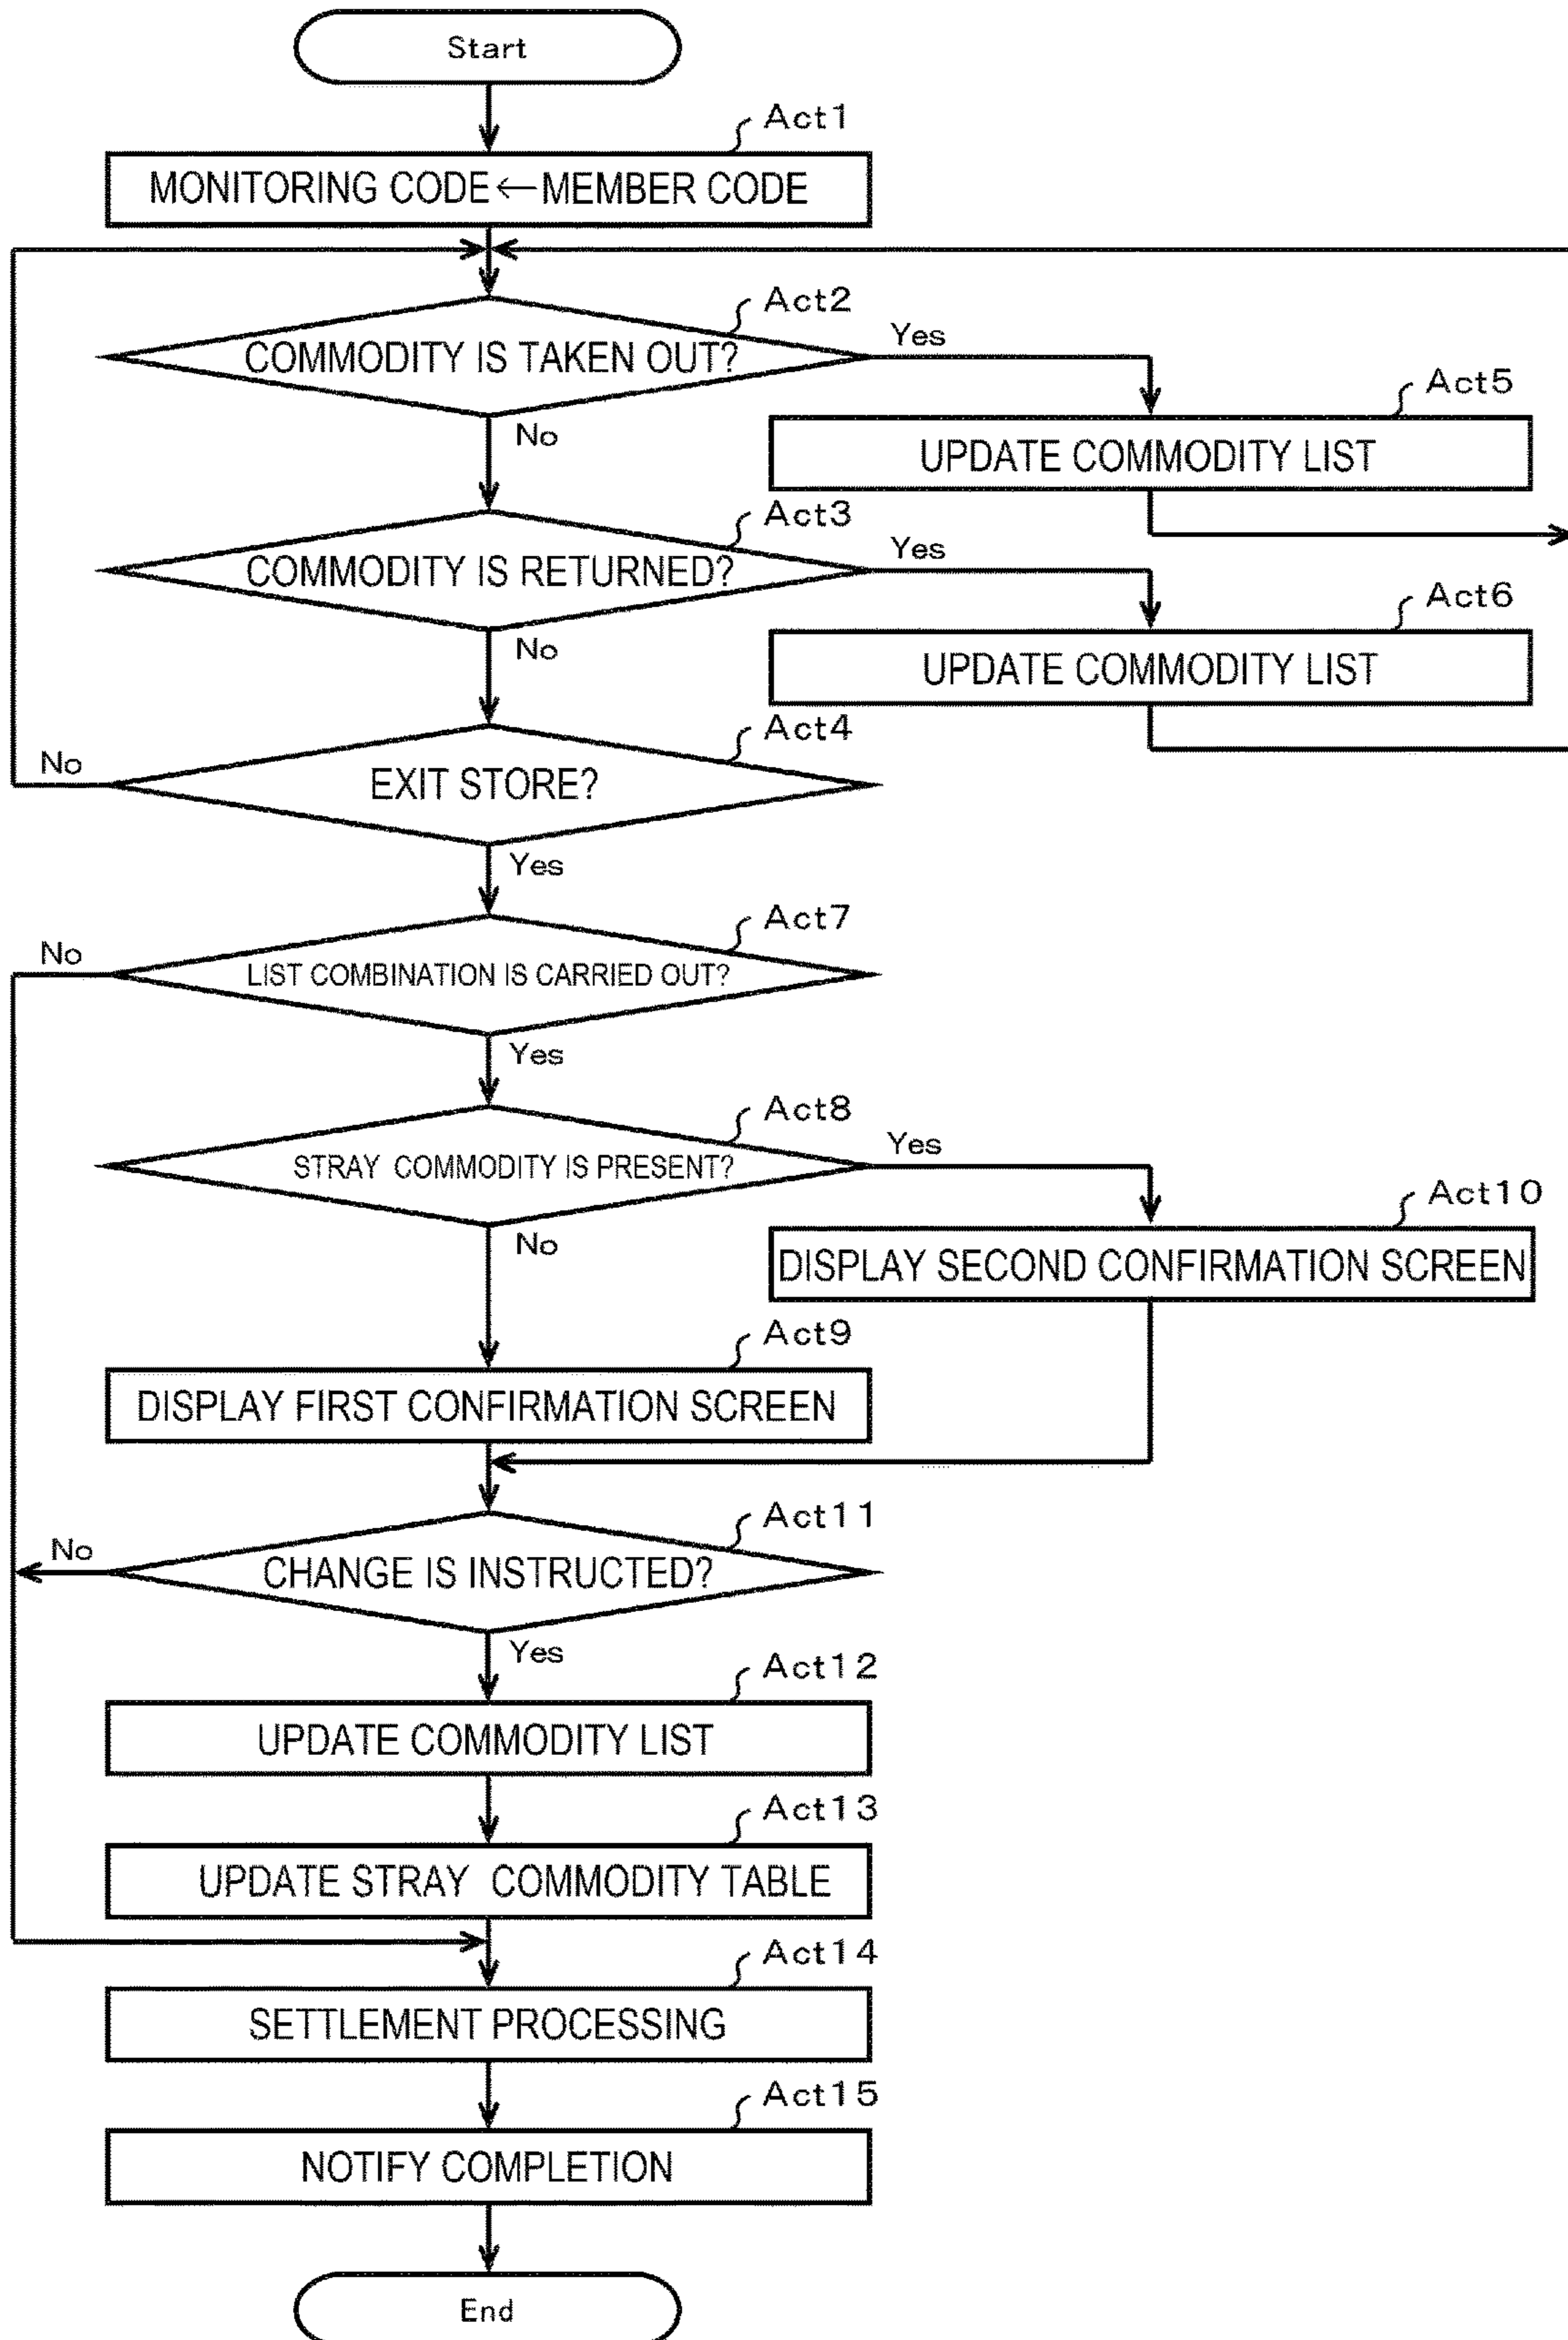 Start
Act1
MONITORING CODE←MEMBER CODE
Act2
COMMODITY IS TAKEN OUT?
Yes
No
Act5
UPDATE COMMODITY LIST
Act3
COMMODITY IS RETURNED?
Yes
No
Act6
UPDATE COMMODITY LIST
Act4
No
EXIT STORE?
Yes
Act7
No
LIST COMBINATION IS CARRIED OUT?
Yes
Act8
STRAY COMMODITY IS PRESENT?
Yes
No
Act10
DISPLAY SECOND CONFIRMATION SCREEN
Act9
DISPLAY FIRST CONFIRMATION SCREEN
Act11
No
CHANGE IS INSTRUCTED?
Yes
Act12
UPDATE COMMODITY LIST
Act13
UPDATE STRAY COMMODITY TABLE
Act14
SETTLEMENT PROCESSING
Act15
NOTIFY COMPLETION
End